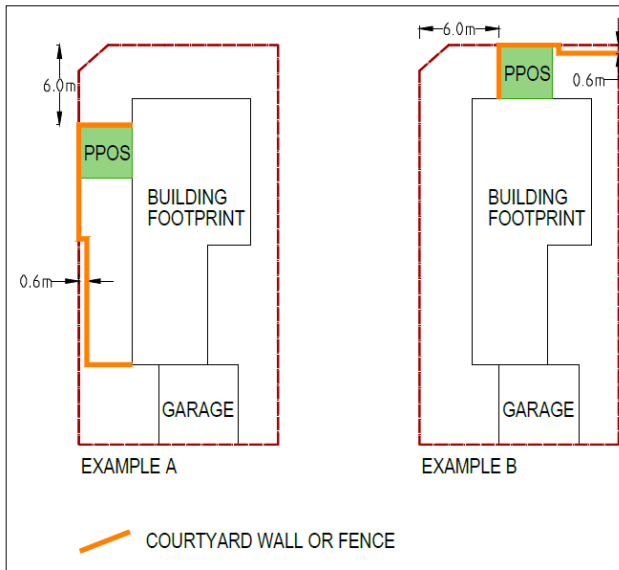 6.0m
PPOS
BUILDING
FOOTPRINT
0.6m
GARAGE
EXAMPLE A
6.0m
PPOS
0.6m
BUILDING
FOOTPRINT
GARAGE
EXAMPLE B
COURTYARD WALL OR FENCE